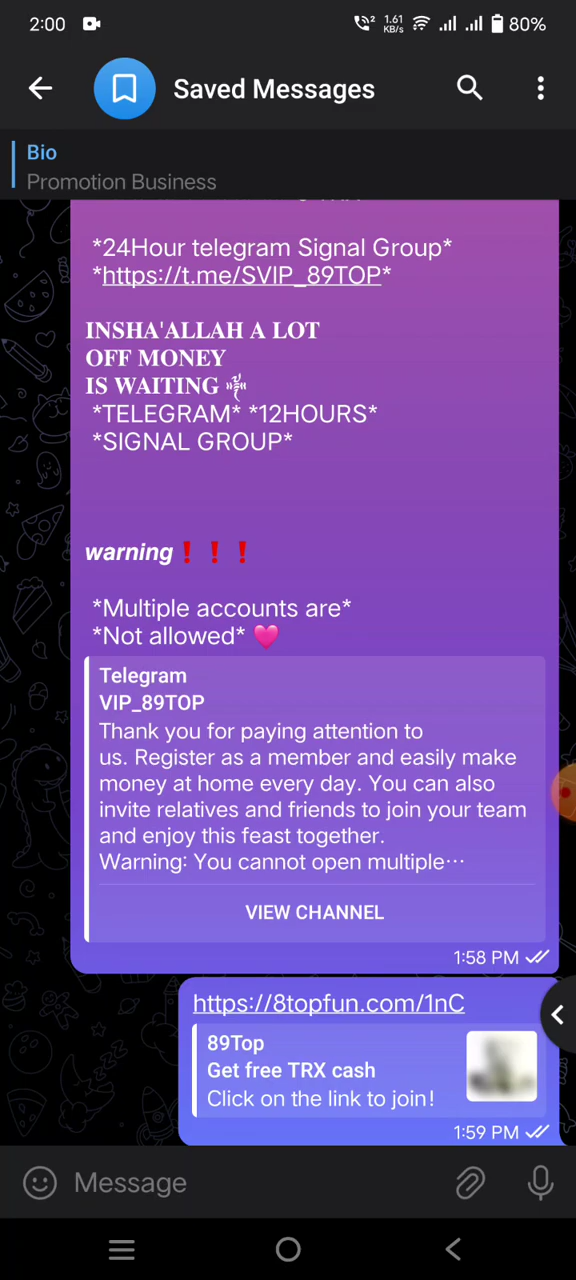 2:00
1.61
KB/s
80%
Saved Messages
Bio
Promotion Business
*24Hour telegram Signal Group*
*https://t.me/SVIP_89TOP*
INSHA'ALLAH A LOT
OFF MONEY
IS WAITING
*TELEGRAM* *12HOURS*
*SIGNAL GROUP*
warning❗❗❗
*Multiple accounts are*
*Not allowed* 💗
Telegram
VIP_89TOP
Thank you for paying attention to
us. Register as a member and easily make
money at home every day. You can also
invite relatives and friends to join your team
and enjoy this feast together.
Warning: You cannot open multiple···
VIEW CHANNEL
1:58 PM
https://8topfun.com/1nC
89Top
Get free TRX cash
Click on the link to join!
1:59 PM
Message